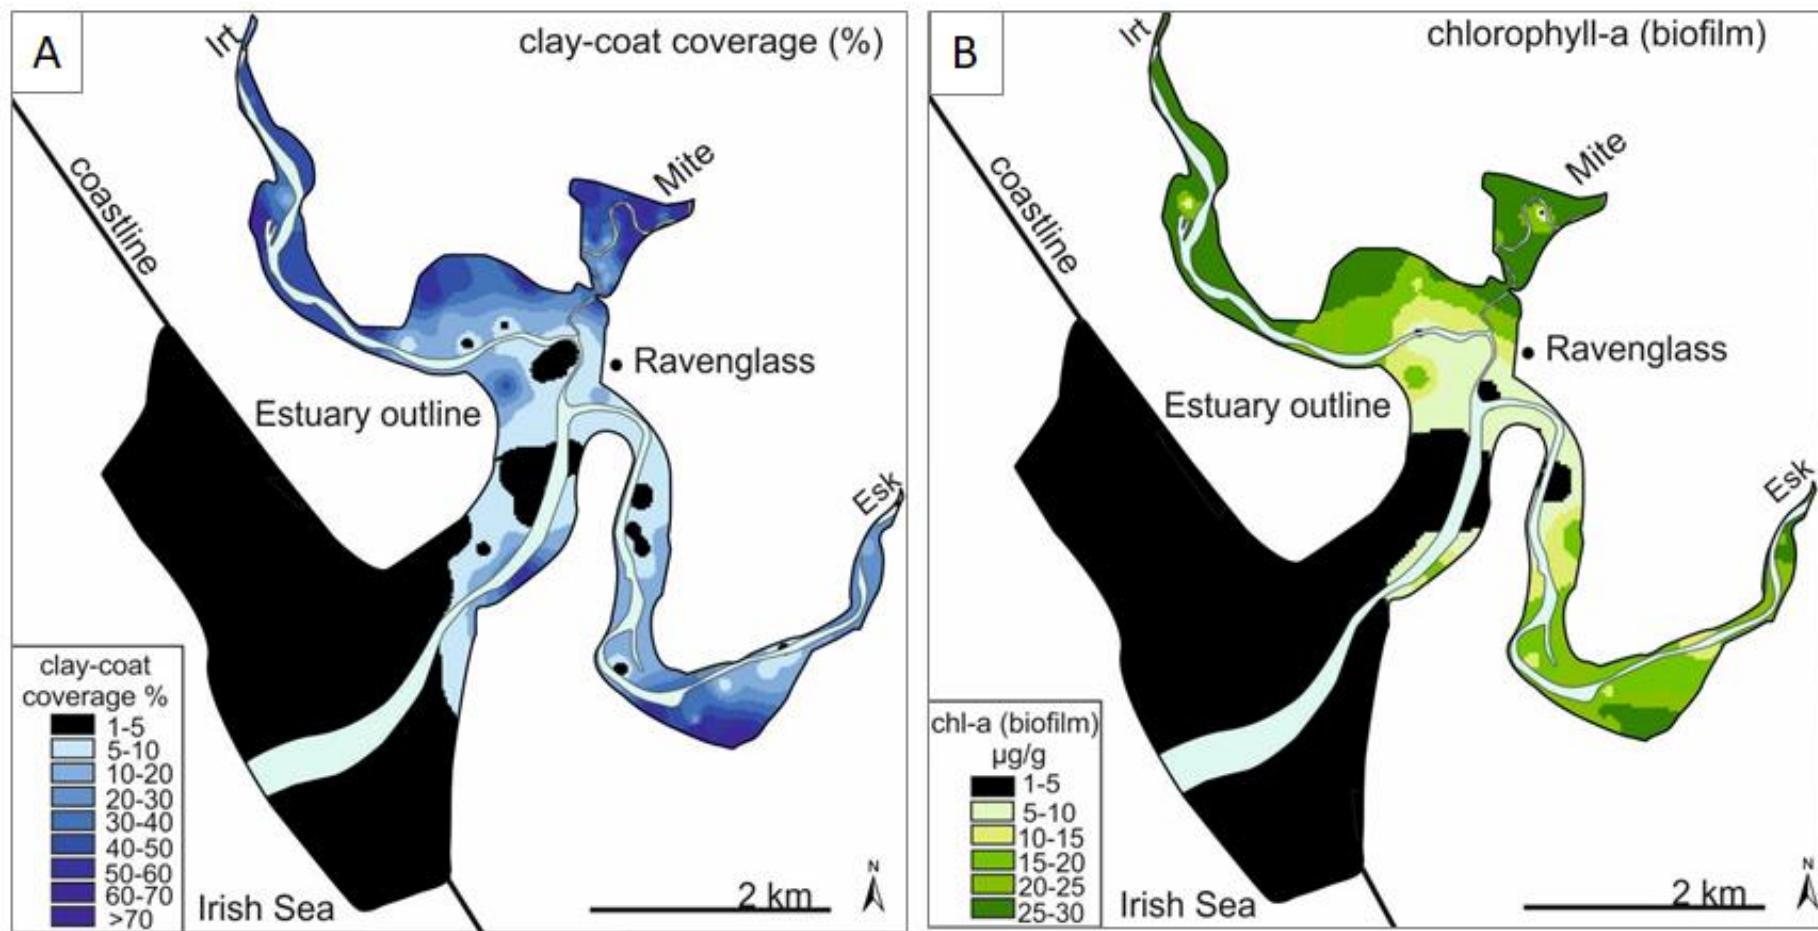 A
clay-coat coverage (%)
Irt
Mite
coastline
Ravenglass
Estuary outline
Esk
clay-coat
coverage %
1-5
5-10
10-20
20-30
30-40
40-50
50-60
60-70
>70
Irish Sea
2 km
N
B
chlorophyll-a (biofilm)
Irt
Mite
coastline
Ravenglass
Estuary outline
Esk
chl-a (biofilm)
µg/g
1-5
5-10
10-15
15-20
20-25
25-30
Irish Sea
2 km
N